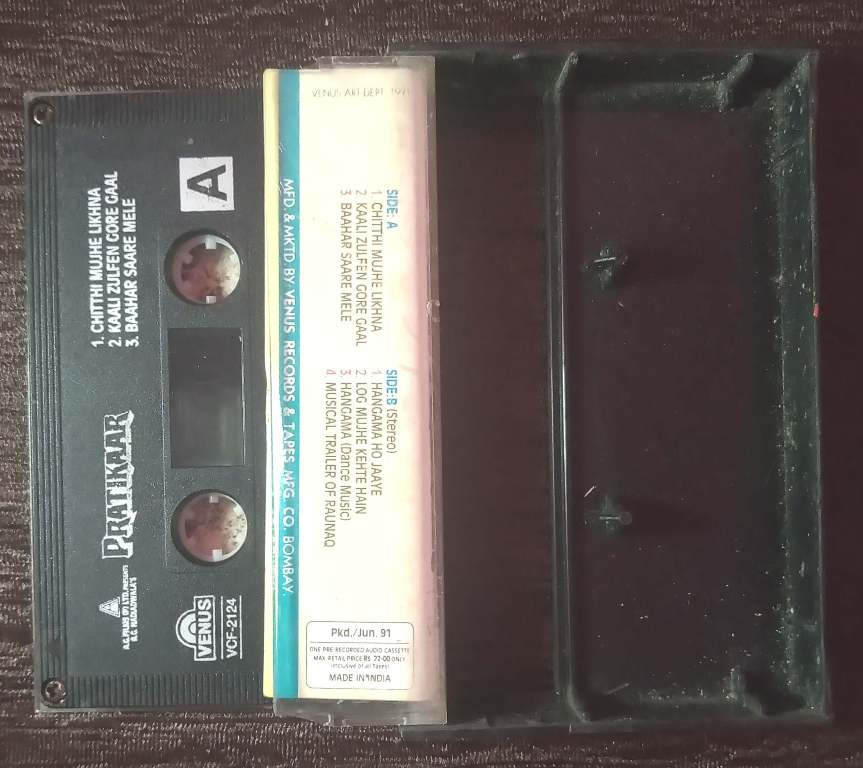 A
1. CHITTHI MUJHE LIKHNA
2. KAALI ZULFEN GORE GAAL
3. BAAHAR SAARE MELE
PRATIKAAR
A.G. FILMS (P) LTD. PRESENTS
B.G. NADIADWALA'S
VENUS
VCF-2124
VENUS ART DEPT. 1991
SIDE: A
1 CHITTHI MUJHE LIKHNA
2 KAALI ZULFEN GORE GAAL
3 BAAHAR SAARE MELE
SIDE:B (Stereo)
1 HANGAMA HO JAAYE
2 LOG MUJHE KEHTE HAIN
3 HANGAMA (Dance Music)
4 MUSICAL TRAILER OF RAUNAQ
MFD. & MKTD BY VENUS RECORDS & TAPES MFG. CO. BOMBAY.
Pkd./Jun. 91
ONE PRE RECORDED AUDIO CASSETTE
MAX. RETAIL PRICE RS 22-00 ONLY
Inclusive of all Taxes)
MADE IN INDIA